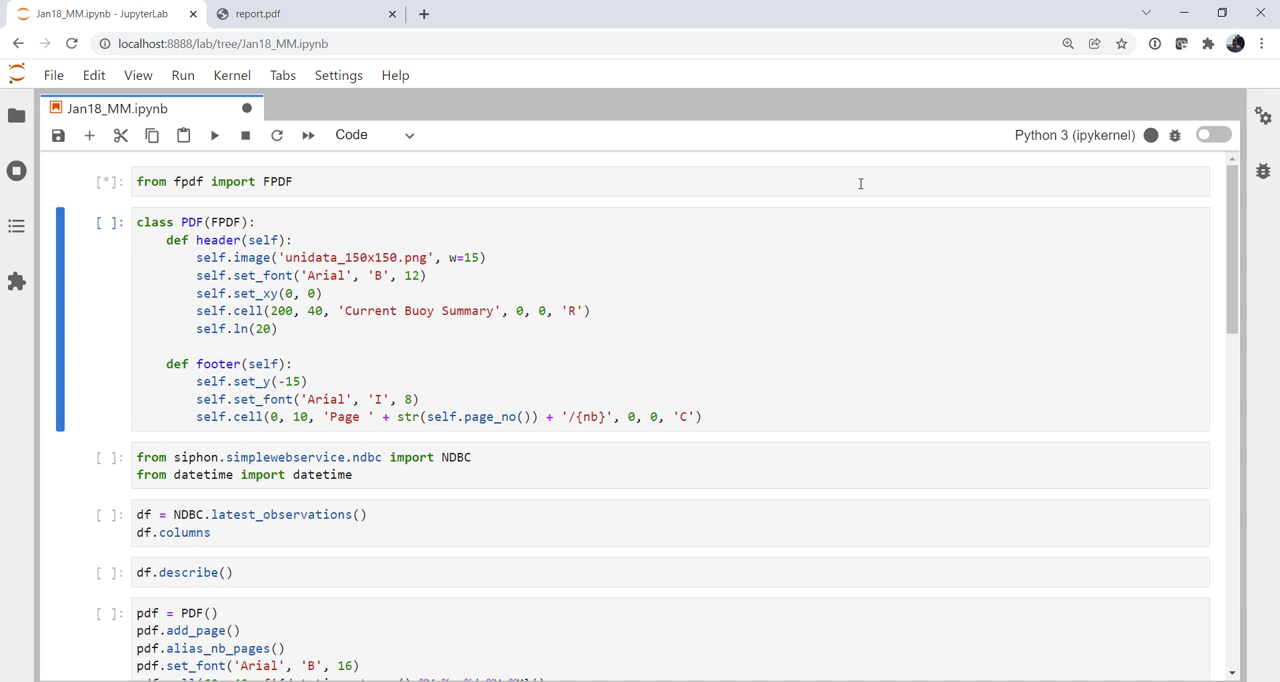 Jan18_MM.ipynb - JupyterLab
report.pdf
localhost:8888/lab/tree/Jan18_MM.ipynb
File Edit View Run Kernel Tabs Settings Help
Jan18_MM.ipynb
Code
Python 3 (ipykernel)
[*]: from fpdf import FPDF
[ ]: class PDF(FPDF):
    def header(self):
        self.image('unidata_150x150.png', w=15)
        self.set_font('Arial', 'B', 12)
        self.set_xy(0, 0)
        self.cell(200, 40, 'Current Buoy Summary', 0, 0, 'R')
        self.ln(20)
    def footer(self):
        self.set_y(-15)
        self.set_font('Arial', 'I', 8)
        self.cell(0, 10, 'Page ' + str(self.page_no()) + '/{nb}', 0, 0, 'C')
[ ]: from siphon.simplewebservice.ndbc import NDBC
from datetime import datetime
[ ]: df = NDBC.latest_observations()
df.columns
[ ]: df.describe()
[ ]: pdf = PDF()
pdf.add_page()
pdf.alias_nb_pages()
pdf.set_font('Arial', 'B', 16)